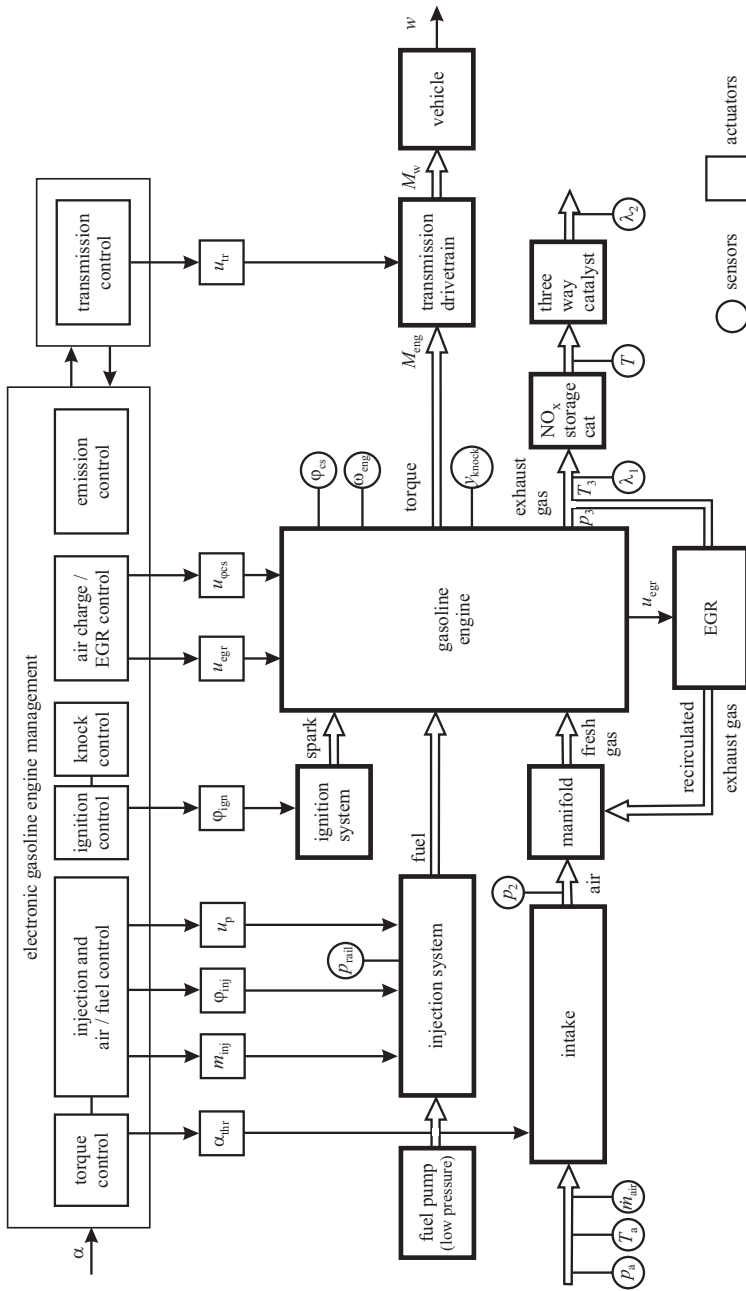 electronic gasoline engine management
α
torque
control
injection and
air / fuel control
ignition
control
knock
control
air charge /
EGR control
emission
control
transmission
control
α_thr
m_inj
φ_inj
u_p
φ_ign
u_egr
u_φcs
u_tr
p_rail
ignition
system
spark
φ_cs
ω_eng
fuel pump
(low pressure)
injection system
fuel
gasoline
engine
torque
M_eng
transmission
drivetrain
M_w
vehicle
w
y_knock
p_a
T_a
ṁ_air
intake
p_2
air
manifold
fresh
gas
exhaust
gas
p_3
T_3
λ_1
NO_x
storage
cat
T
three
way
catalyst
λ_2
u_egr
EGR
recirculated
exhaust gas
sensors
actuators